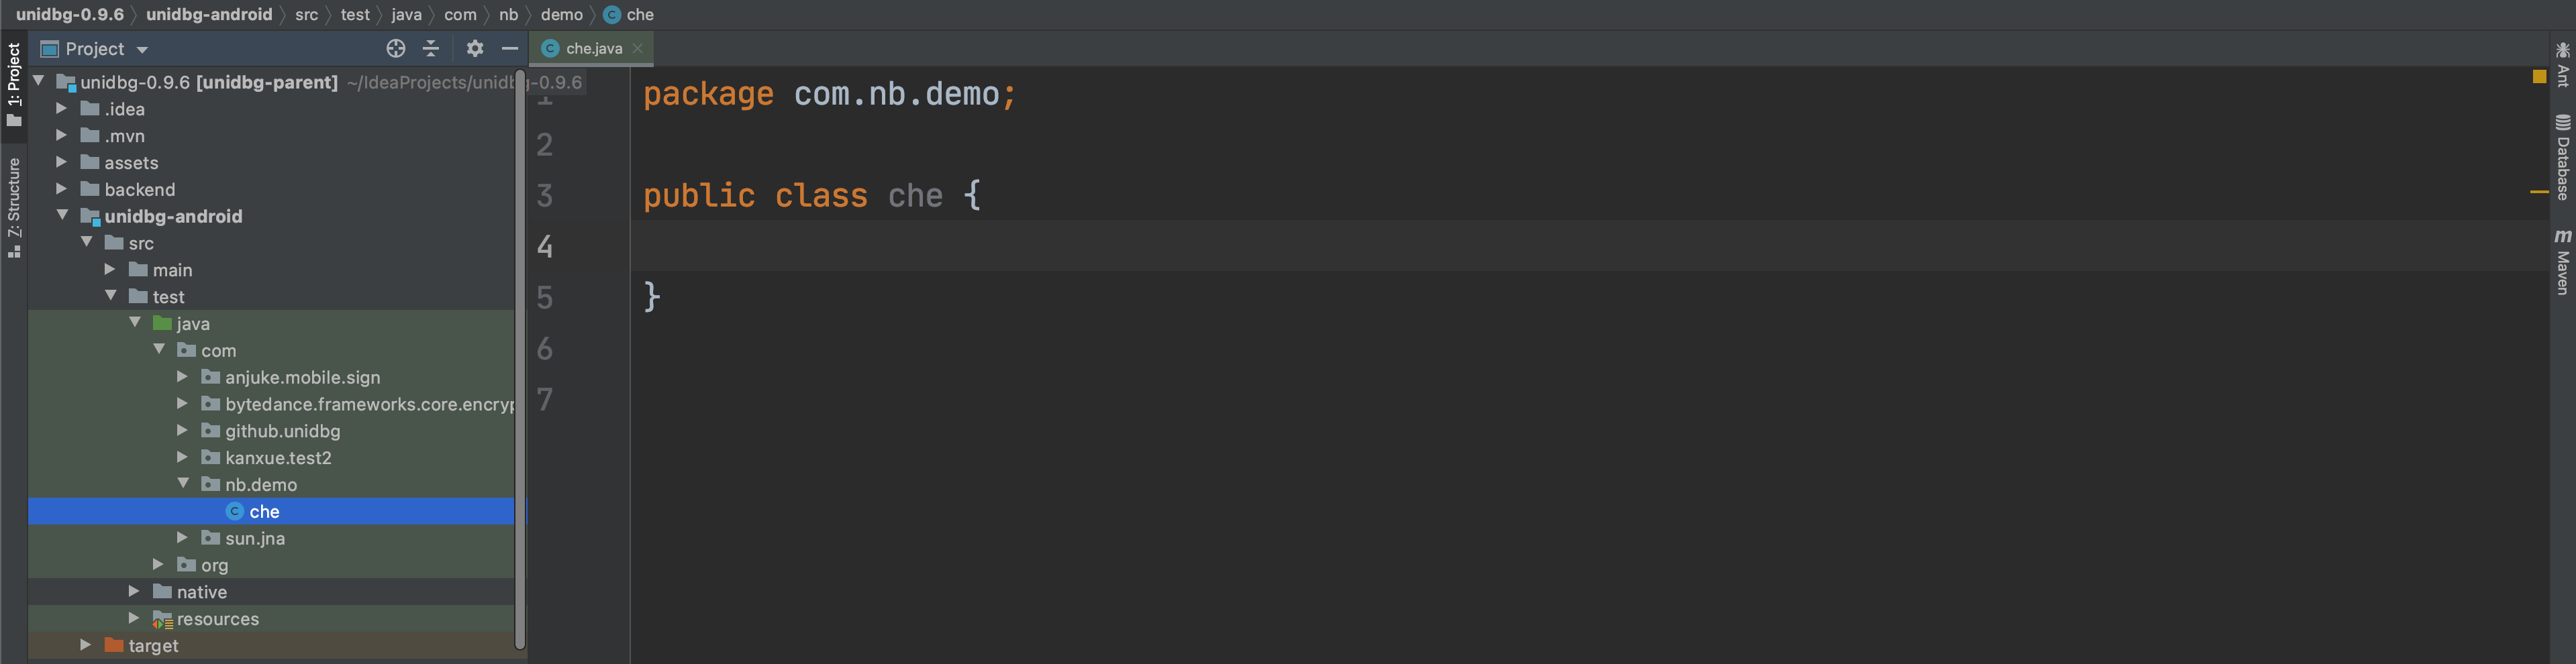 unidbg-0.9.6 unidbg-android src test java com nb demo che
1: Project
Z: Structure
Project
unidbg-0.9.6 [unidbg-parent] ~/IdeaProjects/unidbg-0.9.6
.idea
.mvn
assets
backend
unidbg-android
src
main
test
java
com
anjuke.mobile.sign
bytedance.frameworks.core.encryp
github.unidbg
kanxue.test2
nb.demo
che
sun.jna
org
native
resources
target
che.java
1 package com.nb.demo;
2
3 public class che {
4
5 }
6
7
Ant
Database
m Maven